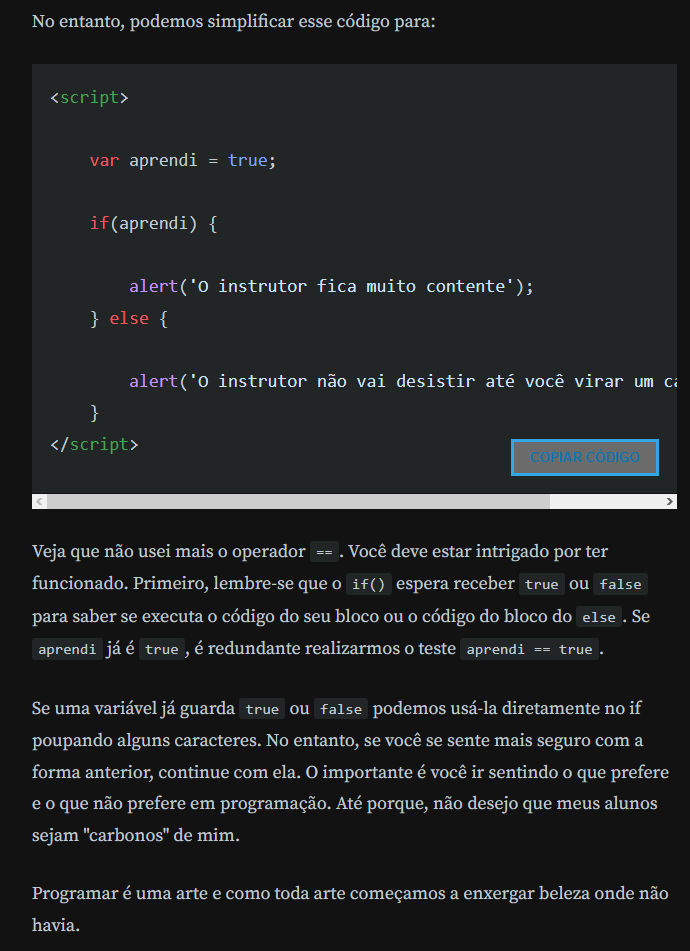 No entanto, podemos simplificar esse código para:
<script>
var aprendi = true;
if(aprendi) {
alert('O instrutor fica muito contente');
} else {
alert('O instrutor não vai desistir até você virar um
}
</script>
COPIAR CÓDIGO
Veja que não usei mais o operador ==. Você deve estar intrigado por ter
funcionado. Primeiro, lembre-se que o if() espera receber true ou false
para saber se executa o código do seu bloco ou o código do bloco do else. Se
aprendi já é true, é redundante realizarmos o teste aprendi == true.
Se uma variável já guarda true ou false podemos usá-la diretamente no if
poupando alguns caracteres. No entanto, se você se sente mais seguro com a
forma anterior, continue com ela. O importante é você ir sentindo o que prefere
e o que não prefere em programação. Até porque, não desejo que meus alunos
sejam "carbonos" de mim.
Programar é uma arte e como toda arte começamos a enxergar beleza onde não
havia.